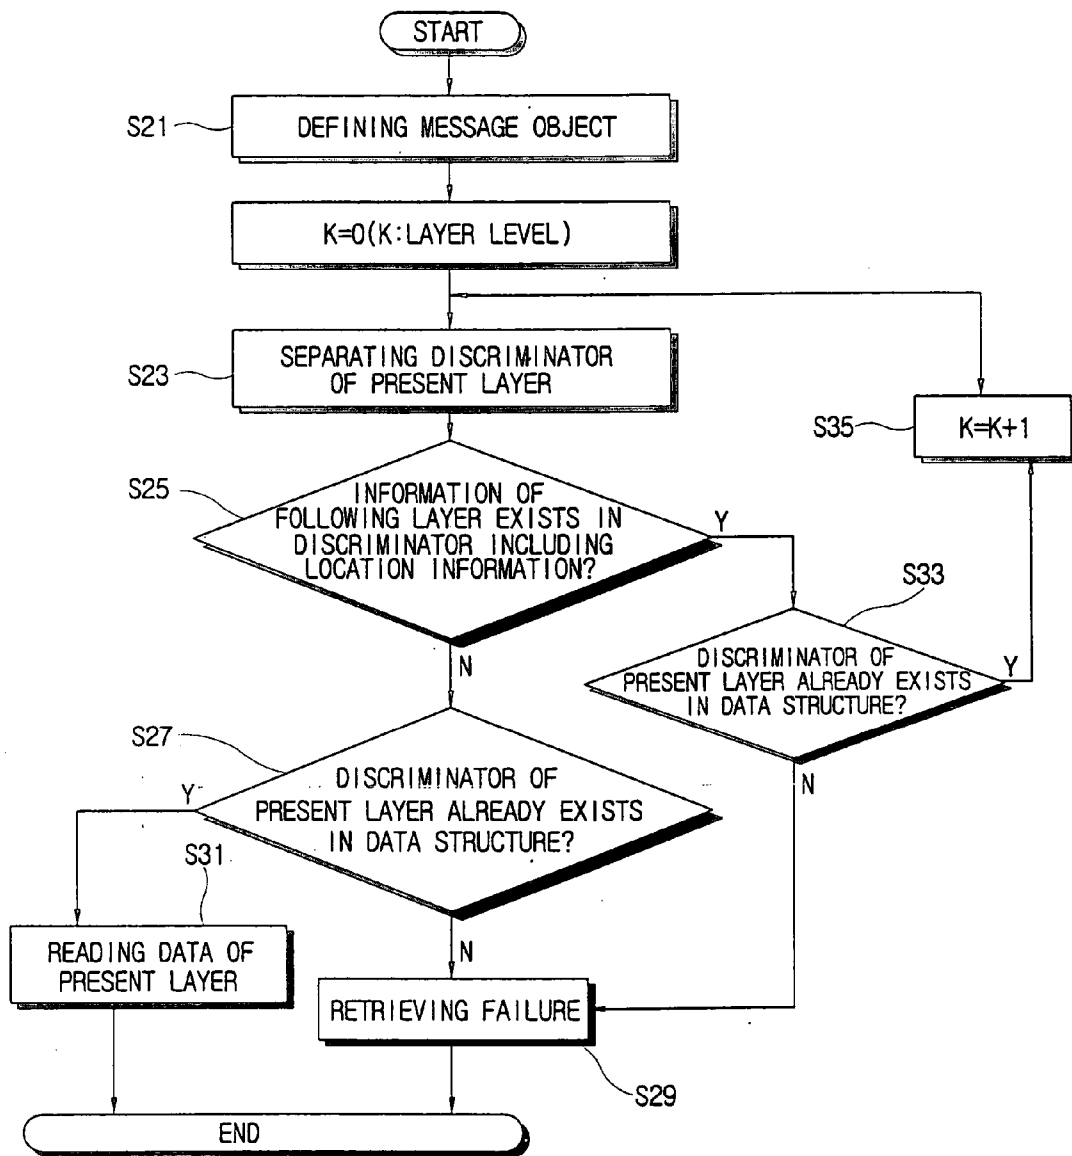 START
S21
DEFINING MESSAGE OBJECT
K=0(K:LAYER LEVEL)
S23
SEPARATING DISCRIMINATOR
OF PRESENT LAYER
S35
K=K+1
S25
INFORMATION OF
FOLLOWING LAYER EXISTS IN
DISCRIMINATOR INCLUDING
LOCATION INFORMATION?
Y
S33
N
DISCRIMINATOR OF
PRESENT LAYER ALREADY EXISTS
IN DATA STRUCTURE?
Y
S27
N
Y
DISCRIMINATOR OF
PRESENT LAYER ALREADY EXISTS
IN DATA STRUCTURE?
S31
READING DATA OF
PRESENT LAYER
N
RETRIEVING FAILURE
S29
END